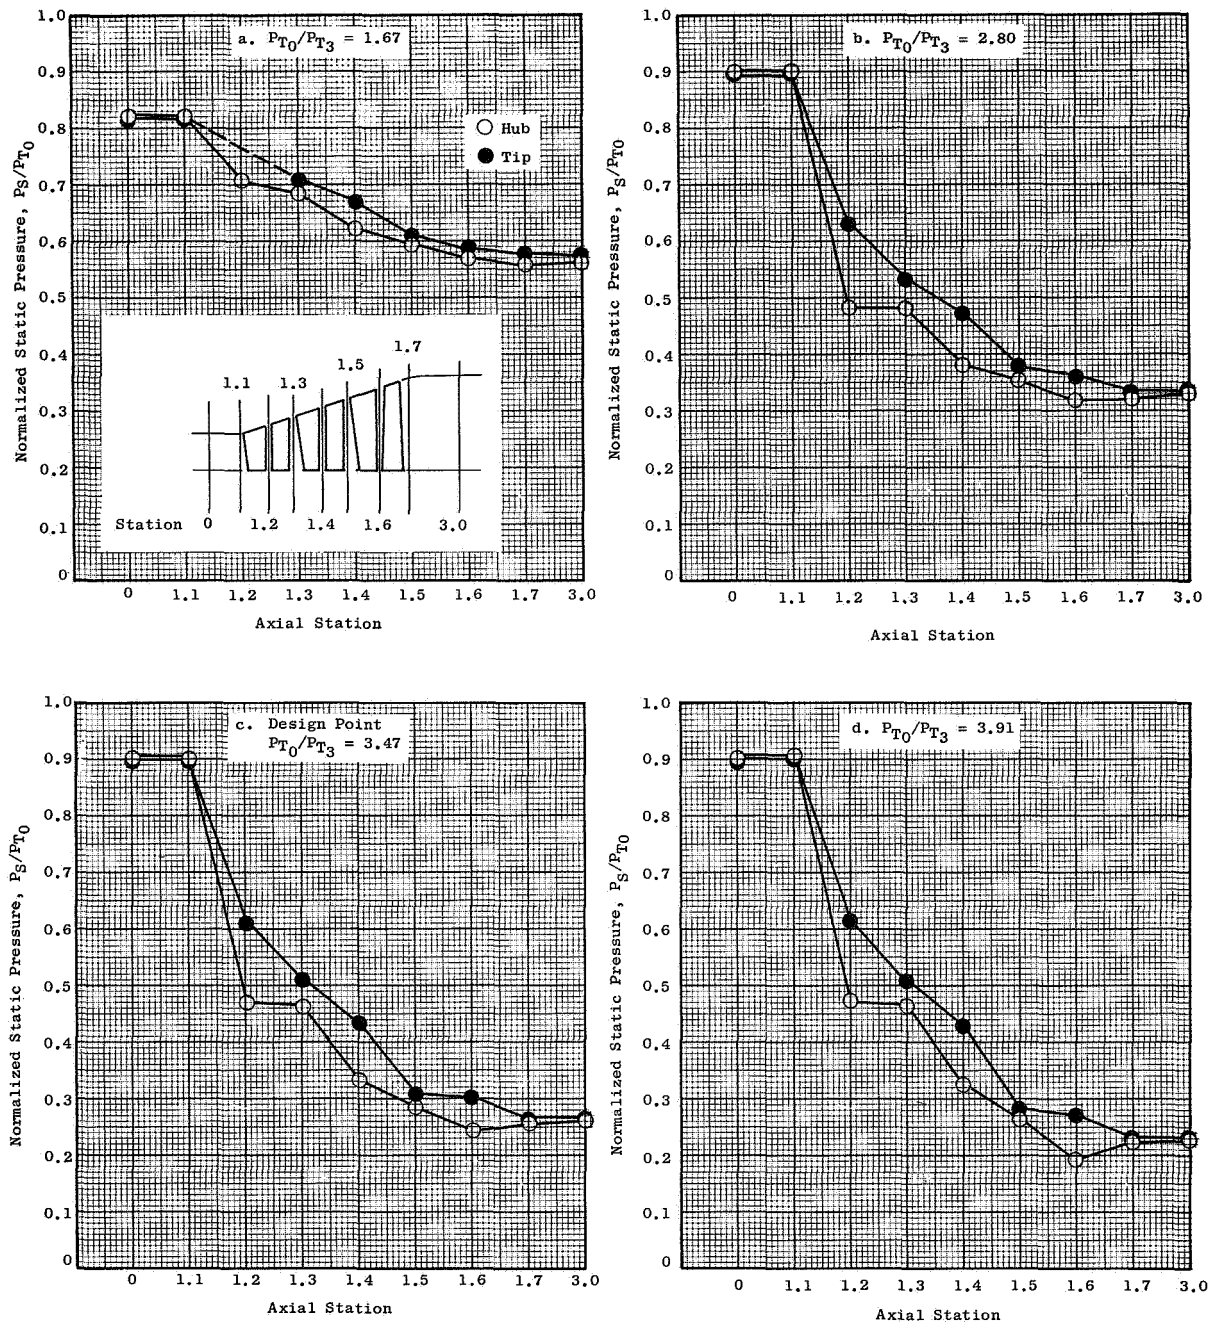 a. PT0/PT3 = 1.67
Normalized Static Pressure, PS/PT0
1.0
0.9
0.8
0.7
0.6
0.5
0.4
0.3
0.2
0.1
0
Hub
Tip
1.1
1.3
1.5
1.7
Station
0
1.2
1.4
1.6
3.0
0 1.1 1.2 1.3 1.4 1.5 1.6 1.7 3.0
Axial Station
b. PT0/PT3 = 2.80
Normalized Static Pressure, PS/PT0
1.0
0.9
0.8
0.7
0.6
0.5
0.4
0.3
0.2
0.1
0
0 1.1 1.2 1.3 1.4 1.5 1.6 1.7 3.0
Axial Station
c. Design Point
PT0/PT3 = 3.47
Normalized Static Pressure, PS/PT0
1.0
0.9
0.8
0.7
0.6
0.5
0.4
0.3
0.2
0.1
0
0 1.1 1.2 1.3 1.4 1.5 1.6 1.7 3.0
Axial Station
d. PT0/PT3 = 3.91
Normalized Static Pressure, PS/PT0
1.0
0.9
0.8
0.7
0.6
0.5
0.4
0.3
0.2
0.1
0
0 1.1 1.2 1.3 1.4 1.5 1.6 1.7 3.0
Axial Station